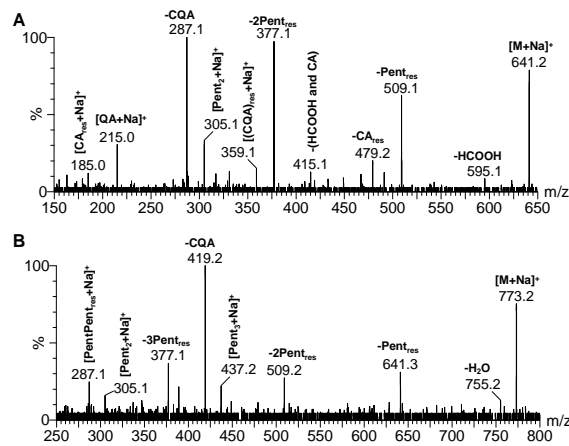 A
-CQA
287.1
-2Pent_res
377.1
[M+Na]⁺
641.2
[CA_res+Na]⁺
185.0
[QA+Na]⁺
215.0
[Pent₂+Na]⁺
305.1
[(CQA)_res+Na]⁺
359.1
-(HCOOH and CA)
415.1
-CA_res
479.2
-Pent_res
509.1
-HCOOH
595.1
100
%
0
150 200 250 300 350 400 450 500 550 600 650 m/z
B
-CQA
419.2
[M+Na]⁺
773.2
[PentPent_res+Na]⁺
287.1
[Pent₂+Na]⁺
305.1
-3Pent_res
377.1
[Pent₃+Na]⁺
437.2
-2Pent_res
509.2
-Pent_res
641.3
-H₂O
755.2
100
%
0
250 300 350 400 450 500 550 600 650 700 750 800 m/z